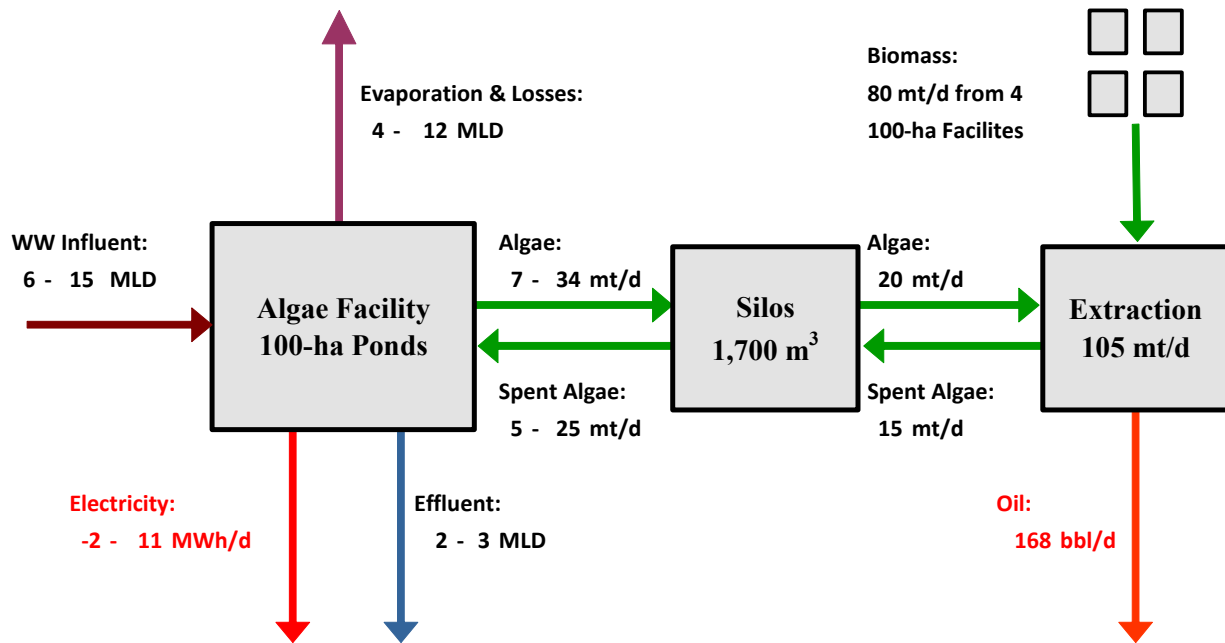 Evaporation & Losses:
4 - 12 MLD
Biomass:
80 mt/d from 4
100-ha Facilites
WW Influent:
6 - 15 MLD
Algae Facility
100-ha Ponds
Algae:
7 - 34 mt/d
Spent Algae:
5 - 25 mt/d
Silos
1,700 m³
Algae:
20 mt/d
Spent Algae:
15 mt/d
Extraction
105 mt/d
Electricity:
-2 - 11 MWh/d
Effluent:
2 - 3 MLD
Oil:
168 bbl/d